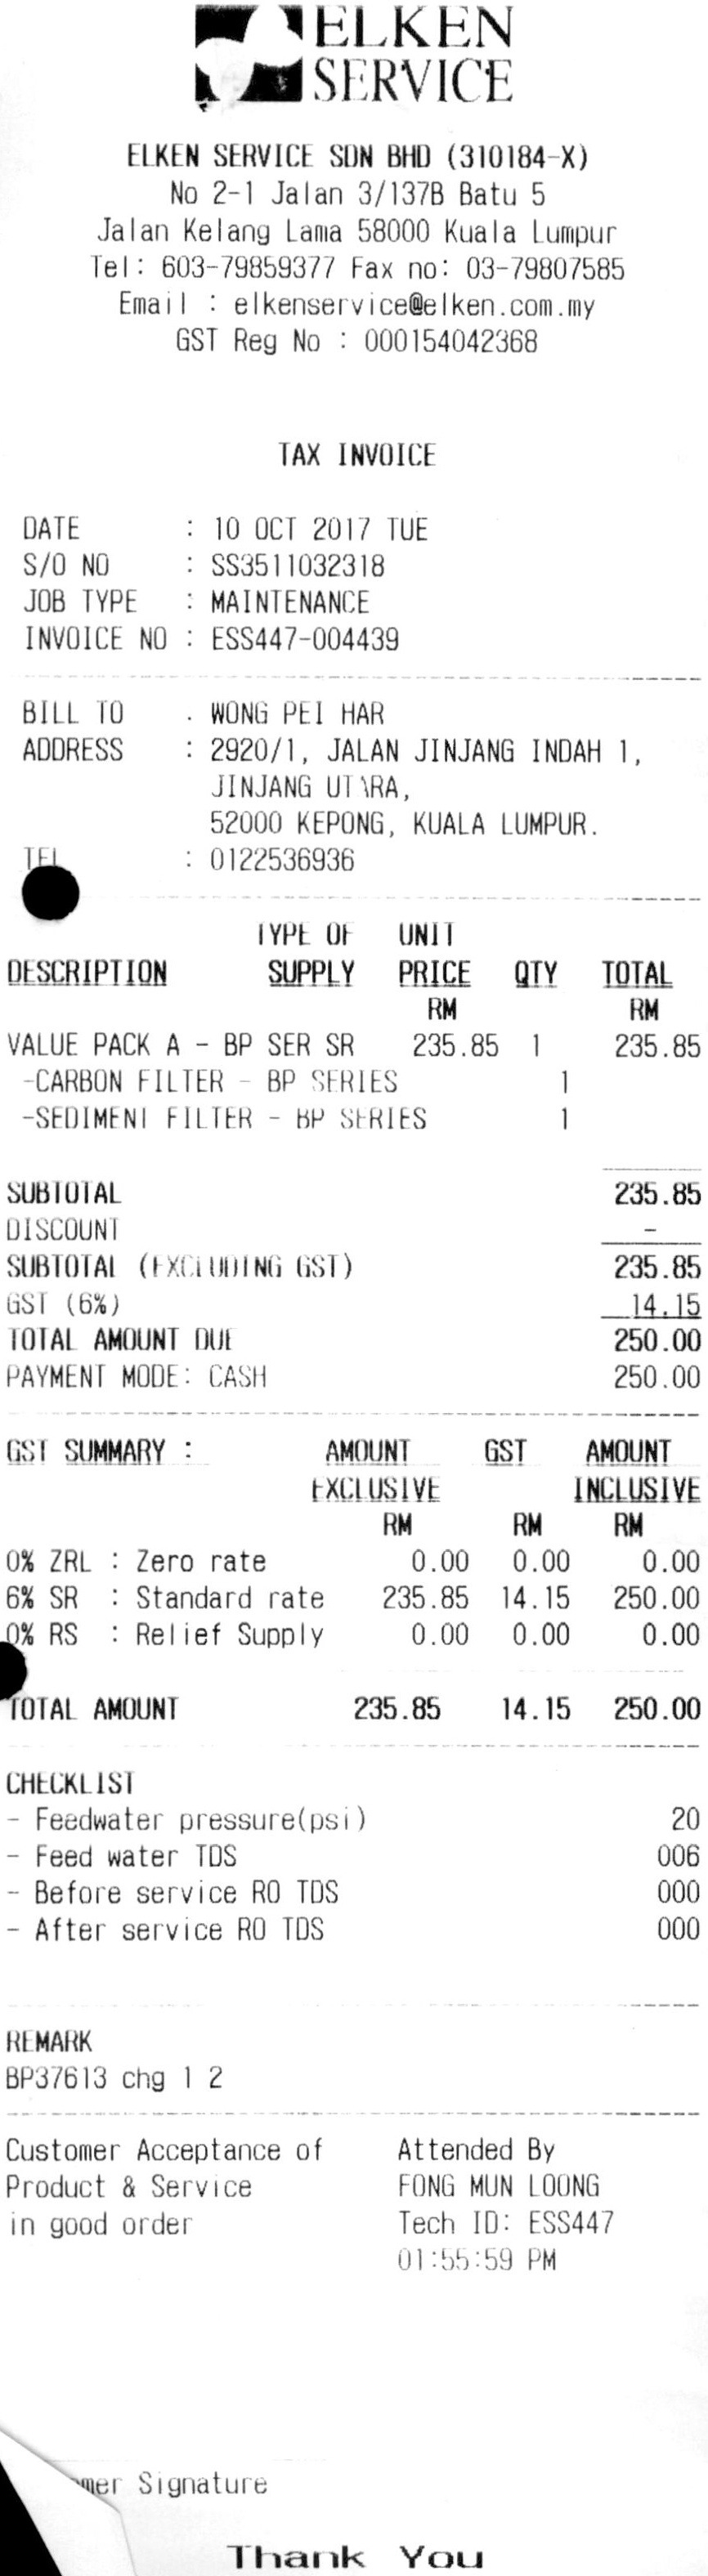 ELKEN
SERVICE
ELKEN SERVICE SDN BHD (310184-X)
No 2-1 Jalan 3/137B Batu 5
Jalan Kelang Lama 58000 Kuala Lumpur
Tel: 603-79859377 Fax no: 03-79807585
Email : elkenservice@elken.com.my
GST Reg No : 000154042368
TAX INVOICE
DATE : 10 OCT 2017 TUE
S/O NO : SS3511032318
JOB TYPE : MAINTENANCE
INVOICE NO : ESS447-004439
BILL TO : WONG PEI HAR
ADDRESS : 2920/1, JALAN JINJANG INDAH 1,
JINJANG UTARA,
52000 KEPONG, KUALA LUMPUR.
TEL : 0122536936
TYPE OF UNIT
DESCRIPTION SUPPLY PRICE QTY TOTAL
RM RM
VALUE PACK A - BP SER SR 235.85 1 235.85
-CARBON FILTER - BP SERIES 1
-SEDIMENT FILTER - BP SERIES 1
SUBTOTAL 235.85
DISCOUNT -
SUBTOTAL (EXCLUDING GST) 235.85
GST (6%) 14.15
TOTAL AMOUNT DUE 250.00
PAYMENT MODE: CASH 250.00
GST SUMMARY : AMOUNT GST AMOUNT
EXCLUSIVE INCLUSIVE
RM RM RM
0% ZRL : Zero rate 0.00 0.00 0.00
6% SR : Standard rate 235.85 14.15 250.00
0% RS : Relief Supply 0.00 0.00 0.00
TOTAL AMOUNT 235.85 14.15 250.00
CHECKLIST
- Feedwater pressure(psi) 20
- Feed water TDS 006
- Before service RO TDS 000
- After service RO TDS 000
REMARK
BP37613 chg 1 2
Customer Acceptance of Attended By
Product & Service FONG MUN LOONG
in good order Tech ID: ESS447
01:55:59 PM
Signature
Thank You